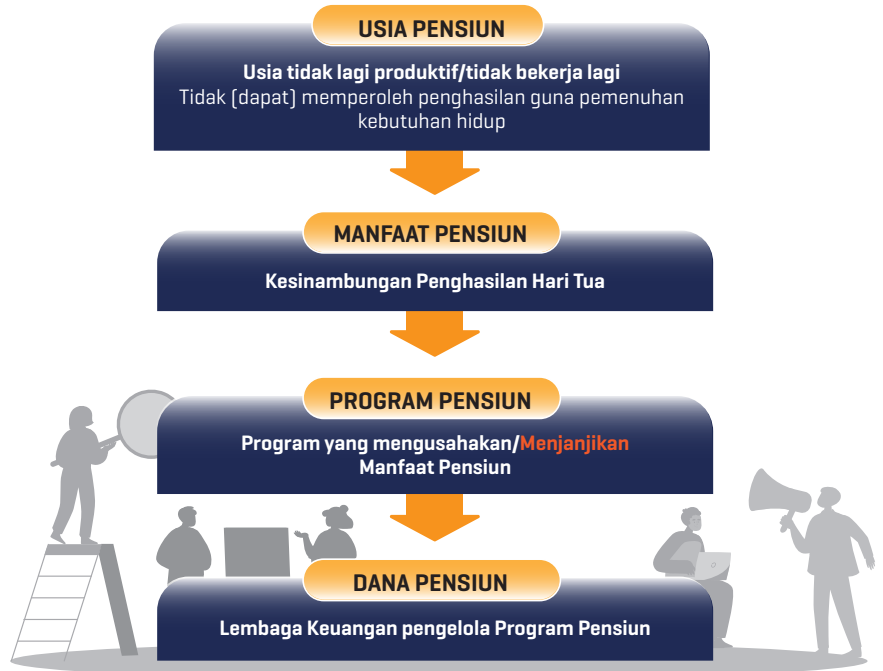 USIA PENSIUN
Usia tidak lagi produktif/tidak bekerja lagi
Tidak (dapat) memperoleh penghasilan guna pemenuhan
kebutuhan hidup
MANFAAT PENSIUN
Kesinambungan Penghasilan Hari Tua
PROGRAM PENSIUN
Program yang mengusahakan/Menjanjikan
Manfaat Pensiun
DANA PENSIUN
Lembaga Keuangan pengelola Program Pensiun